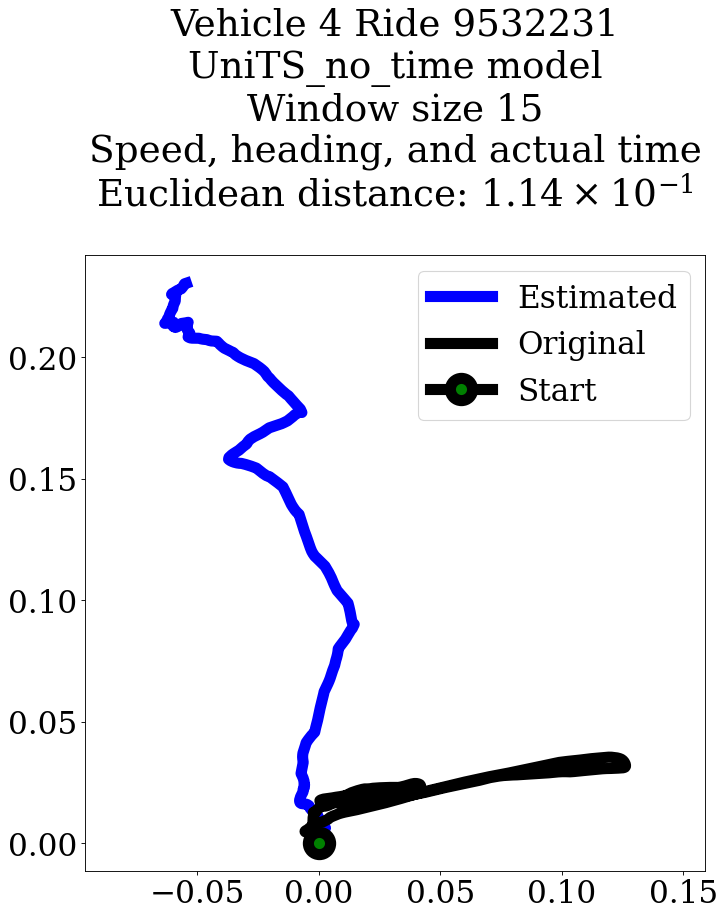 Vehicle 4 Ride 9532231
UniTS_no_time model
Window size 15
Speed, heading, and actual time
Euclidean distance: 1.14 × 10⁻¹
Estimated
Original
Start
0.20
0.15
0.10
0.05
0.00
−0.05 0.00 0.05 0.10 0.15